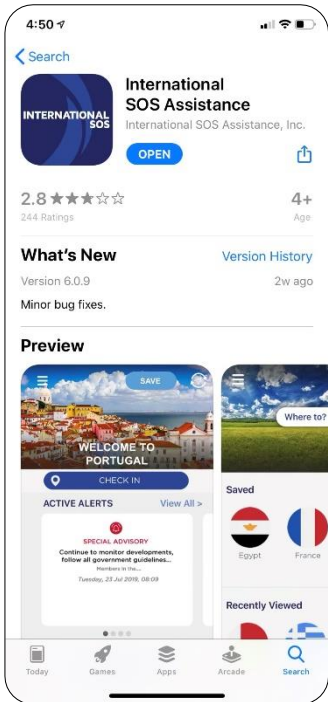 4:50
Search
INTERNATIONAL
SOS
International
SOS Assistance
International SOS Assistance, Inc.
OPEN
2.8
4+
244 Ratings
Age
What's New
Version History
Version 6.0.9
2w ago
Minor bug fixes.
Preview
SAVE
WELCOME TO
PORTUGAL
CHECK IN
ACTIVE ALERTS
View All >
SPECIAL ADVISORY
Continue to monitor developments,
follow all government guidelines...
Members in the...
Tuesday, 23 Jul 2019, 08:09
Where to?
Saved
Egypt
France
Recently Viewed
Today
Games
Apps
Arcade
Search